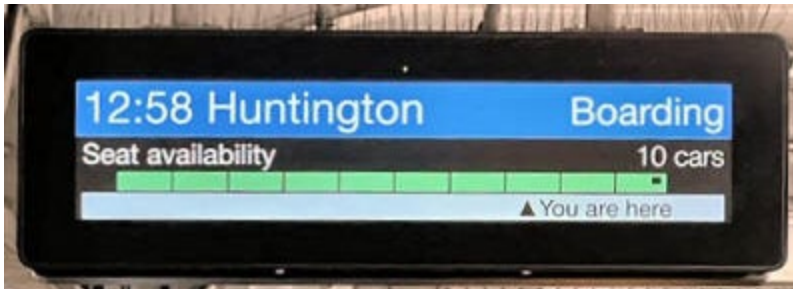 12:58 Huntington Boarding
Seat availability 10 cars
▲ You are here